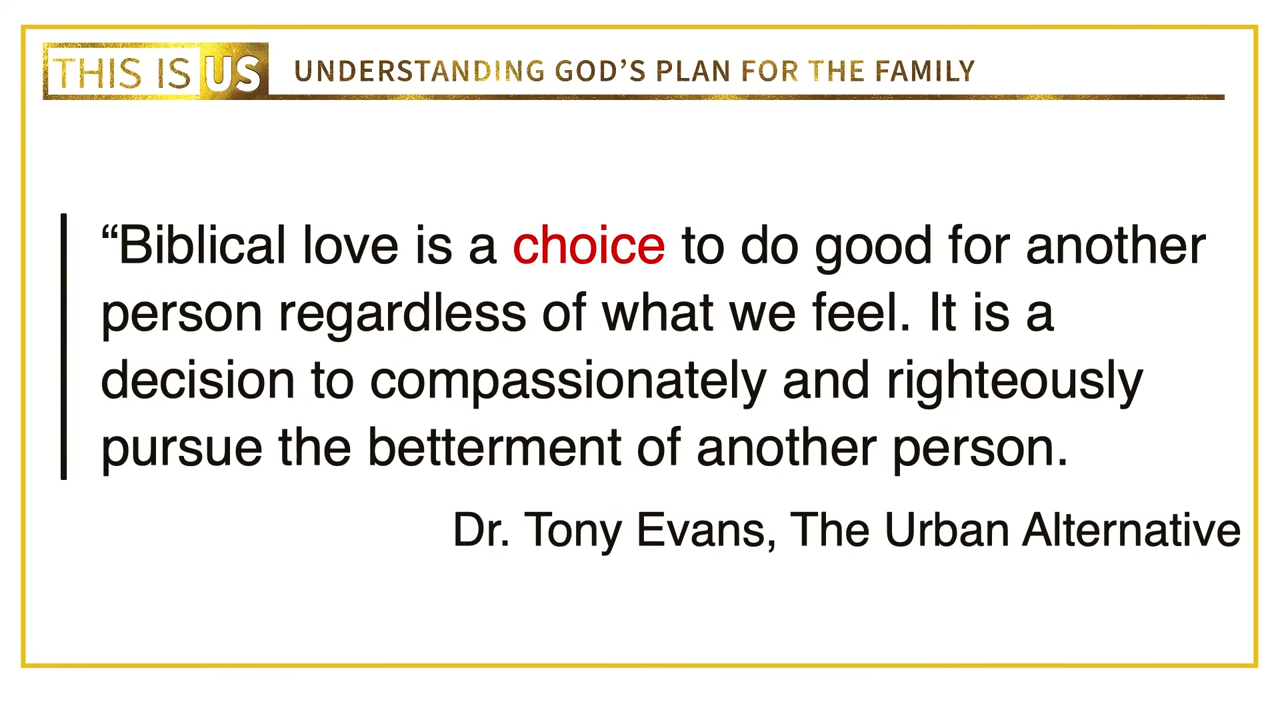 THIS IS US UNDERSTANDING GOD’S PLAN FOR THE FAMILY
“Biblical love is a choice to do good for another
person regardless of what we feel. It is a
decision to compassionately and righteously
pursue the betterment of another person.
Dr. Tony Evans, The Urban Alternative